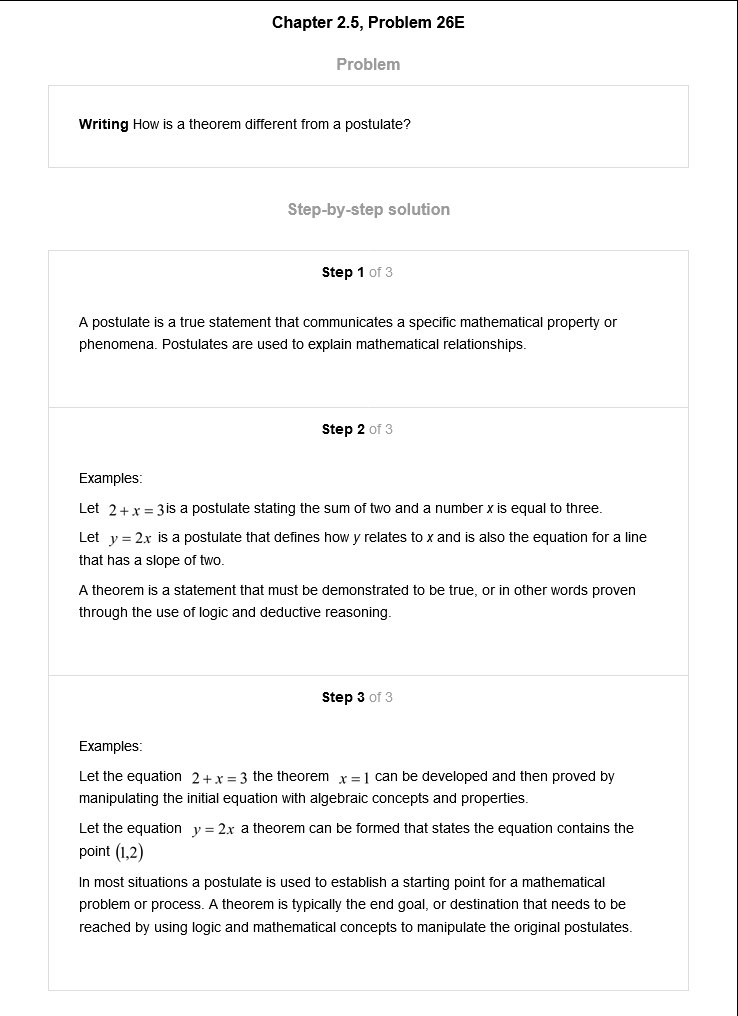 Chapter 2.5, Problem 26E
Problem
Writing How is a theorem different from a postulate?
Step-by-step solution
Step 1 of 3
A postulate is a true statement that communicates a specific mathematical property or
phenomena. Postulates are used to explain mathematical relationships.
Step 2 of 3
Examples:
Let 2 + x = 3 is a postulate stating the sum of two and a number x is equal to three.
Let y = 2x is a postulate that defines how y relates to x and is also the equation for a line
that has a slope of two.
A theorem is a statement that must be demonstrated to be true, or in other words proven
through the use of logic and deductive reasoning.
Step 3 of 3
Examples:
Let the equation 2 + x = 3 the theorem x = 1 can be developed and then proved by
manipulating the initial equation with algebraic concepts and properties.
Let the equation y = 2x a theorem can be formed that states the equation contains the
point (1,2)
In most situations a postulate is used to establish a starting point for a mathematical
problem or process. A theorem is typically the end goal, or destination that needs to be
reached by using logic and mathematical concepts to manipulate the original postulates.